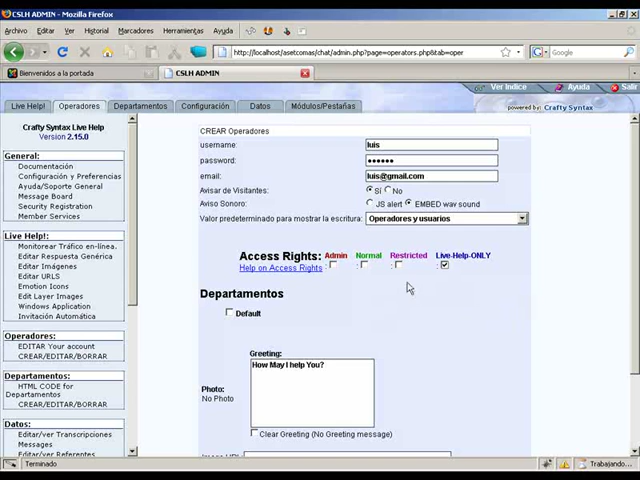 CSLH ADMIN - Mozilla Firefox
Archivo Editar Ver Historial Marcadores Herramientas Ayuda
http://localhost/asetcomas/chat/admin.php?page=operators.php&tab=oper
Google
Bienvenidos a la portada
CSLH ADMIN
Ver Indice Ayuda Salir
Live Help! Operadores Departamentos Configuración Datos Módulos/Pestañas
powered by: Crafty Syntax
Crafty Syntax Live Help
Version 2.15.0
General:
Documentación
Configuración y Preferencias
Ayuda/Soporte General
Message Board
Security Registration
Member Services
Live Help!:
Monitorear Tráfico en-línea.
Editar Respuesta Genérica
Editar Imágenes
Editar URLS
Emotion Icons
Edit Layer Images
Windows Application
Invitación Automática
Operadores:
EDITAR Your account
CREAR/EDITAR/BORRAR
Departamentos:
HTML CODE for
Departamentos
CREAR/EDITAR/BORRAR
Datos:
Editar/ver Transcripciones
Messages
Editar/ver Referentes
CREAR Operadores
username: luis
password: ••••••
email: luis@gmail.com
Avisar de Visitantes: Sí No
Aviso Sonoro: JS alert EMBED wav sound
Valor predeterminado para mostrar la escritura: Operadores y usuarios
Access Rights: Admin Normal Restricted Live-Help-ONLY
Help on Access Rights : : : :
Departamentos
Default
Greeting:
How May I help You?
Photo:
No Photo
Clear Greeting (No Greeting message)
Terminado
Trabajando...